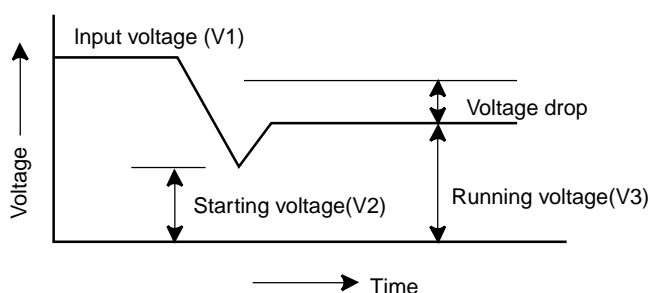 Input voltage (V1)
Voltage drop
Voltage
Starting voltage(V2)
Running voltage(V3)
Time